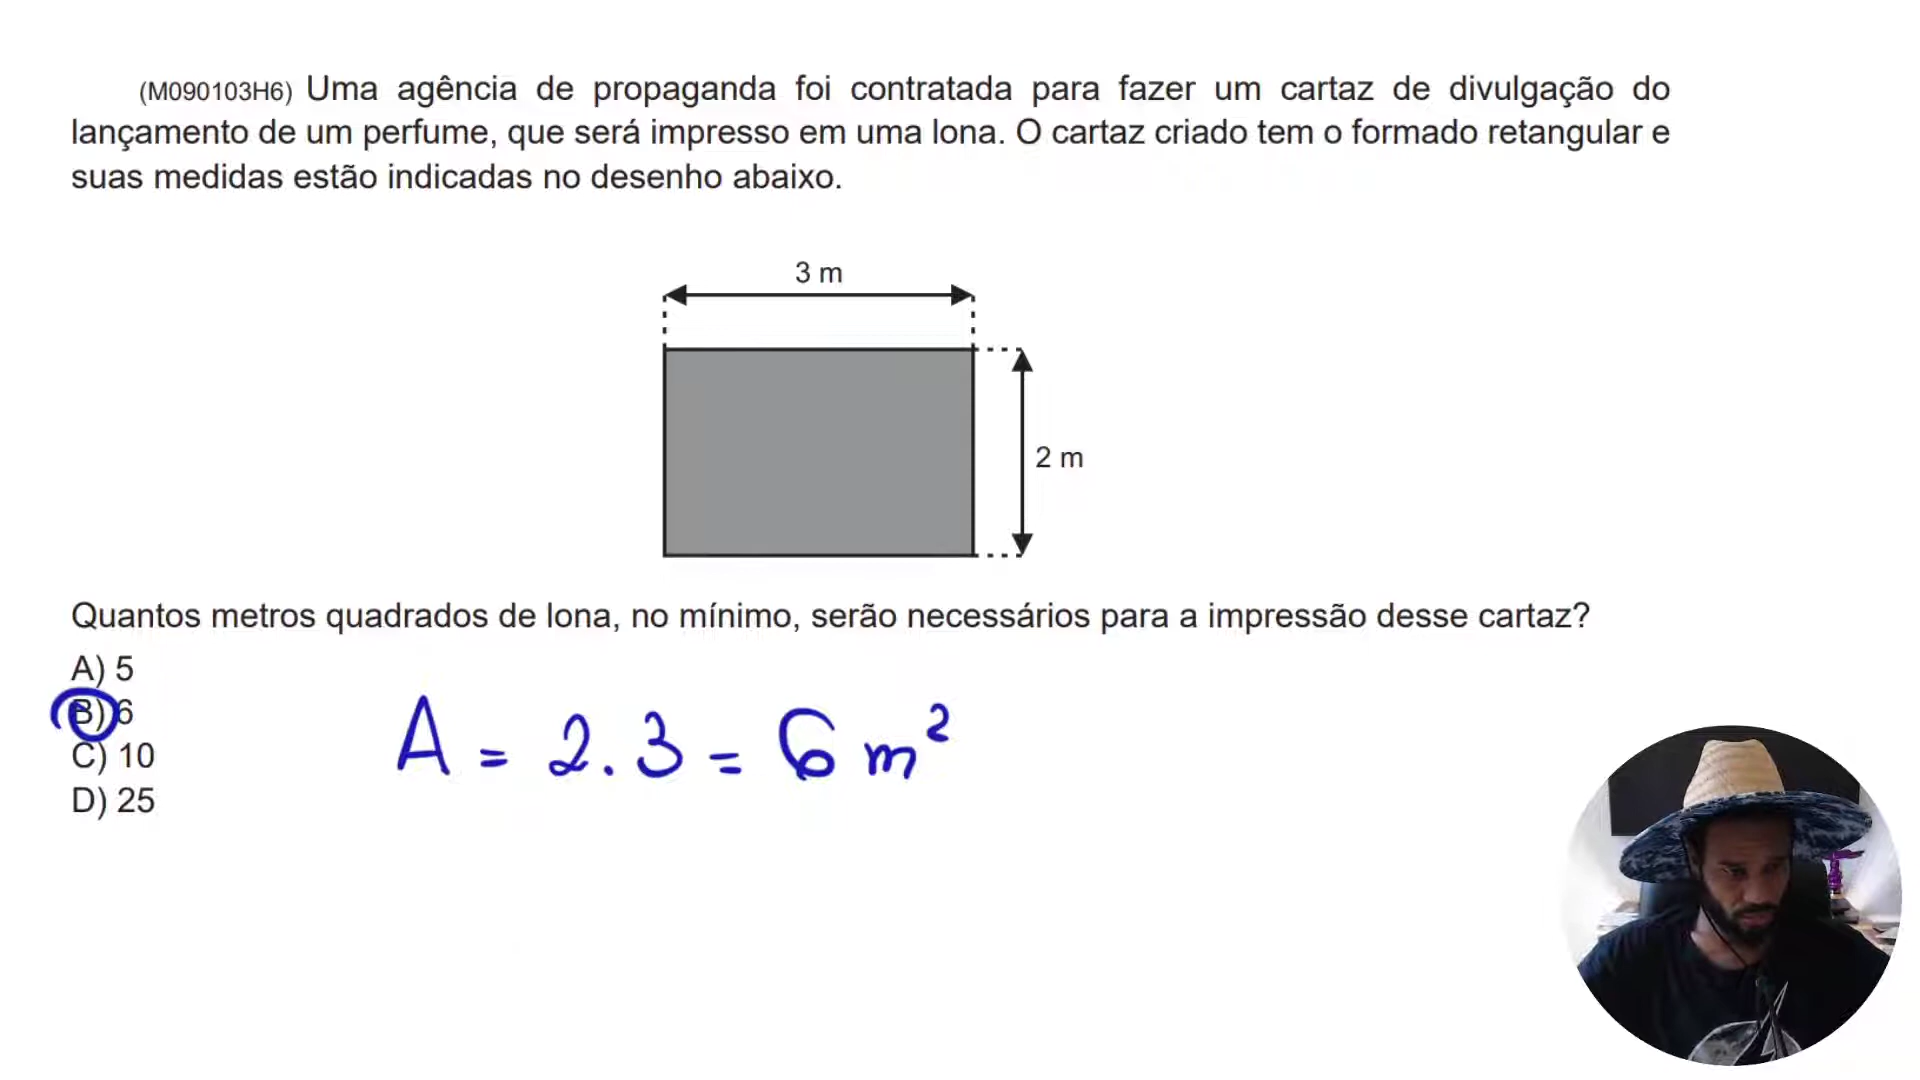 (M090103H6) Uma agência de propaganda foi contratada para fazer um cartaz de divulgação do
lançamento de um perfume, que será impresso em uma lona. O cartaz criado tem o formado retangular e
suas medidas estão indicadas no desenho abaixo.
3 m
2 m
Quantos metros quadrados de lona, no mínimo, serão necessários para a impressão desse cartaz?
A) 5
B) 6
C) 10
D) 25
A = 2.3 = 6 m²